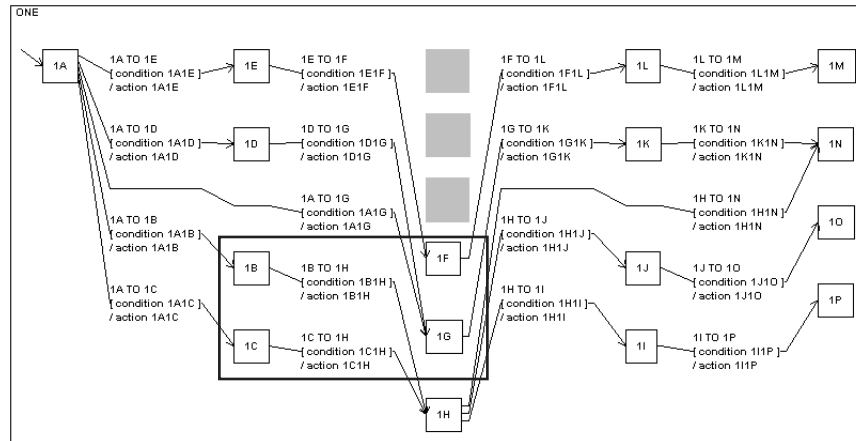 ONE
1A
1A TO 1E
[ condition 1A1E ]
/ action 1A1E
1E
1E TO 1F
[ condition 1E1F ]
/ action 1E1F
1F TO 1L
[ condition 1F1L ]
/ action 1F1L
1L
1L TO 1M
[ condition 1L1M ]
/ action 1L1M
1M
1A TO 1D
[ condition 1A1D ]
/ action 1A1D
1D
1D TO 1G
[ condition 1D1G ]
/ action 1D1G
1G TO 1K
[ condition 1G1K ]
/ action 1G1K
1K
1K TO 1N
[ condition 1K1N ]
/ action 1K1N
1N
1A TO 1G
[ condition 1A1G ]
/ action 1A1G
1H TO 1N
[ condition 1H1N ]
/ action 1H1N
1A TO 1B
[ condition 1A1B ]
/ action 1A1B
1B
1B TO 1H
[ condition 1B1H ]
/ action 1B1H
1F
1H TO 1J
[ condition 1H1J ]
/ action 1H1J
1J
1J TO 1O
[ condition 1J1O ]
/ action 1J1O
1O
1A TO 1C
[ condition 1A1C ]
/ action 1A1C
1C
1C TO 1H
[ condition 1C1H ]
/ action 1C1H
1G
1H TO 1I
[ condition 1H1I ]
/ action 1H1I
1I
1I TO 1P
[ condition 1I1P ]
/ action 1I1P
1P
1H